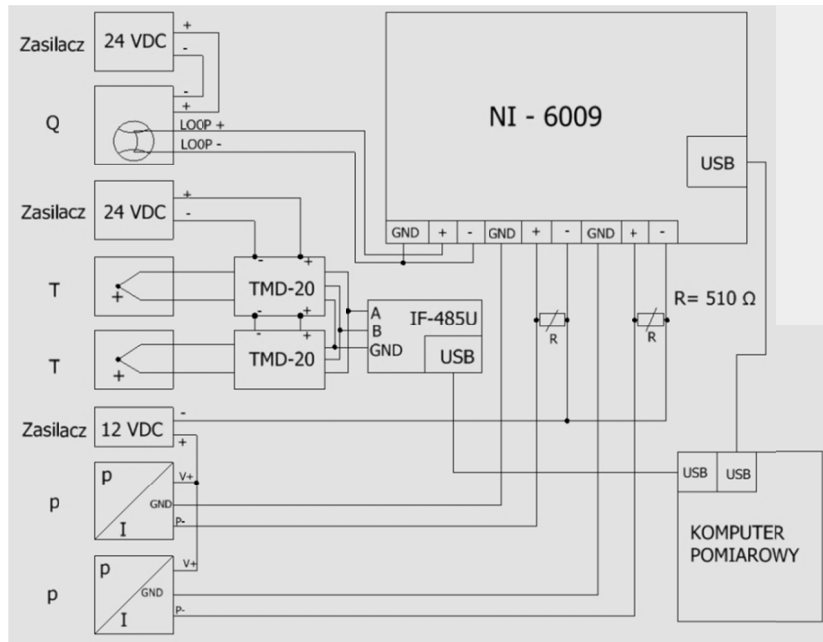 Zasilacz
24 VDC
+
-
Q
-
+
LOOP +
LOOP -
NI - 6009
USB
GND + - GND + - GND + -
Zasilacz
24 VDC
+
-
T
+
TMD-20
- +
- +
T
+
TMD-20
- +
A
B
GND
IF-485U
USB
R
R
R= 510 Ω
Zasilacz
12 VDC
-
+
p
p
I
V+
GND
P-
p
p
I
V+
GND
P-
USB USB
KOMPUTER
POMIAROWY